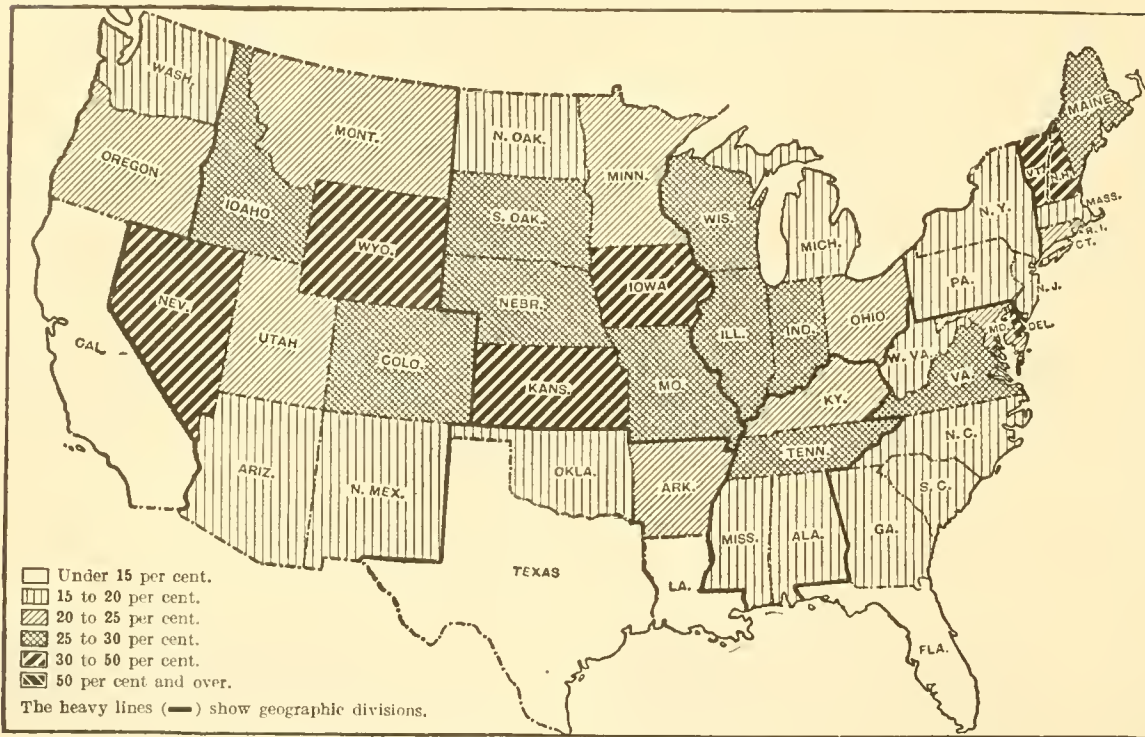 WASH.
MONT.
N. OAK.
MINN.
MAINE
OREGON
IDAHO
S. OAK.
WIS.
MICH.
N.Y.
VT.
N.H.
MASS.
R.I.
CT.
WYO.
IOWA
NEBR.
PA.
N.J.
NEV.
UTAH
COLO.
ILL.
IND.
OHIO
MD.
DEL.
CAL.
KANS.
MO.
W. VA.
VA.
KY.
TENN.
N.C.
ARIZ.
N. MEX.
OKLA.
ARK.
S.C.
MISS.
ALA.
GA.
TEXAS
LA.
FLA.
Under 15 per cent.
15 to 20 per cent.
20 to 25 per cent.
25 to 30 per cent.
30 to 50 per cent.
50 per cent and over.
The heavy lines (━) show geographic divisions.